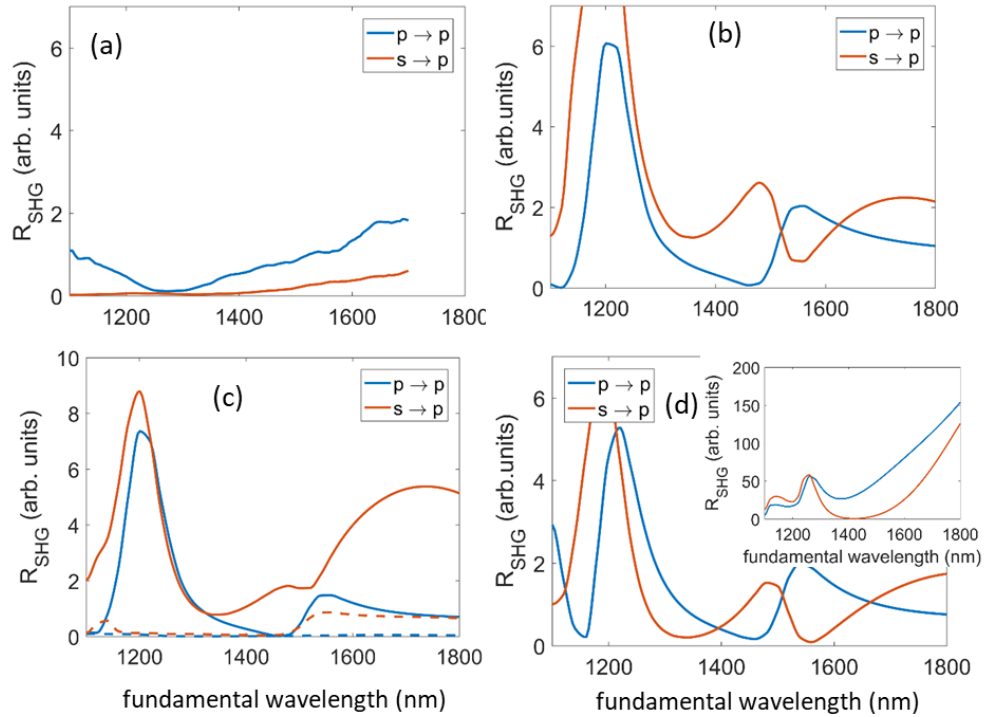 (a)
p → p
s → p
R_SHG (arb. units)
6
4
2
0
1200
1400
1600
1800
(b)
p → p
s → p
R_SHG (arb.units)
6
4
2
0
1200
1400
1600
1800
(c)
p → p
s → p
R_SHG (arb. units)
10
8
6
4
2
0
1200
1400
1600
1800
fundamental wavelength (nm)
(d)
p → p
s → p
R_SHG (arb.units)
6
4
2
0
1200
1400
1600
1800
fundamental wavelength (nm)
R_SHG (arb. units)
200
150
100
50
0
1200
1400
1600
1800
fundamental wavelength (nm)